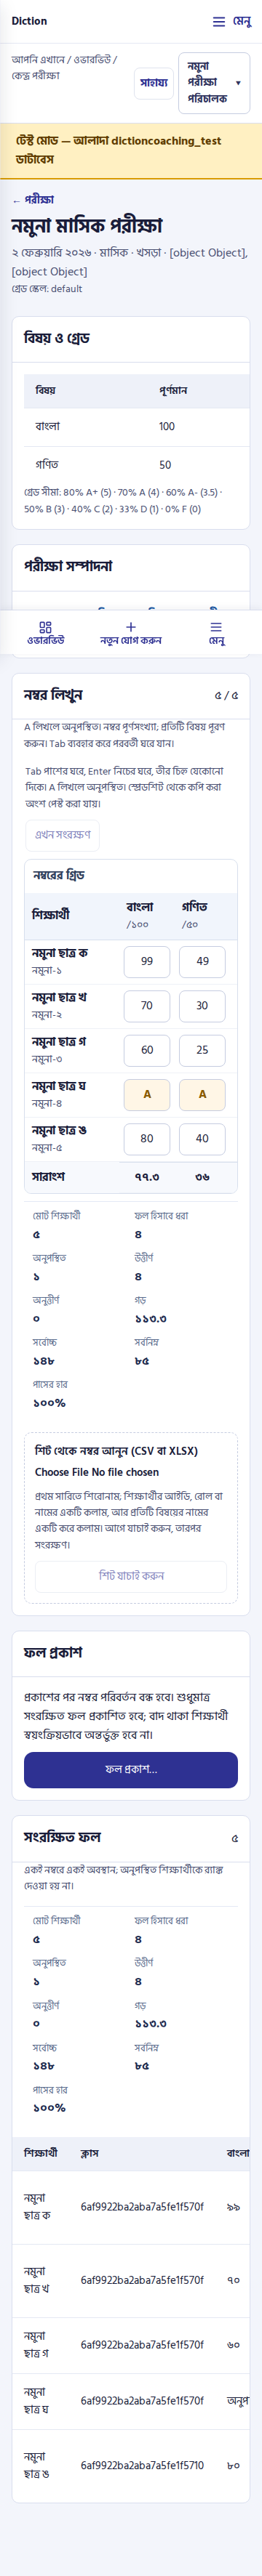 Diction
মেনু
আপনি এখানে / ওভারভিউ /
কেন্দ্র পরীক্ষা
সাহায্য
নমুনা
পরীক্ষা
পরিচালক
টেস্ট মোড — আলাদা dictioncoaching_test
ডাটাবেস
← পরীক্ষা
নমুনা মাসিক পরীক্ষা
২ ফেব্রুয়ারি ২০২৬ · মাসিক · খসড়া · [object Object],
[object Object]
গ্রেড স্কেল: default
বিষয় ও গ্রেড
বিষয় পূর্ণমান
বাংলা 100
গণিত 50
গ্রেড সীমা: 80% A+ (5) · 70% A (4) · 60% A- (3.5) ·
50% B (3) · 40% C (2) · 33% D (1) · 0% F (0)
পরীক্ষা সম্পাদনা
ওভারভিউ
নতুন যোগ করুন
মেনু
নম্বর লিখুন ৫ / ৫
A লিখলে অনুপস্থিত। নম্বর পূর্ণসংখ্যা; প্রতিটি বিষয় পূরণ
করুন। Tab ব্যবহার করে পরবর্তী ঘরে যান।
Tab পাশের ঘরে, Enter নিচের ঘরে, তীর চিহ্ন যেকোনো
দিকে। A লিখলে অনুপস্থিত। স্প্রেডশিট থেকে কপি করা
অংশ পেস্ট করা যায়।
এখন সংরক্ষণ
নম্বরের গ্রিড
শিক্ষার্থী বাংলা /১০০ গণিত /৫০
নমুনা ছাত্র ক 99 49
নমুনা-১
নমুনা ছাত্র খ 70 30
নমুনা-২
নমুনা ছাত্র গ 60 25
নমুনা-৩
নমুনা ছাত্র ঘ A A
নমুনা-৪
নমুনা ছাত্র ঙ 80 40
নমুনা-৫
সারাংশ ৭৭.৩ ৩৬
মোট শিক্ষার্থী ফল হিসাবে ধরা
৫ ৪
অনুপস্থিত উত্তীর্ণ
১ ৪
অনুত্তীর্ণ গড়
০ ১১৩.৩
সর্বোচ্চ সর্বনিম্ন
১৪৮ ৮৫
পাসের হার
১০০%
শিট থেকে নম্বর আনুন (CSV বা XLSX)
Choose File No file chosen
প্রথম সারিতে শিরোনাম; শিক্ষার্থীর আইডি, রোল বা
নামের একটি কলাম, আর প্রতিটি বিষয়ের নামের
একটি করে কলাম। আগে যাচাই করুন, তারপর
সংরক্ষণ।
শিট যাচাই করুন
ফল প্রকাশ
প্রকাশের পর নম্বর পরিবর্তন বন্ধ হবে। শুধুমাত্র
সংরক্ষিত ফল প্রকাশিত হবে; বাদ থাকা শিক্ষার্থী
স্বয়ংক্রিয়ভাবে অন্তর্ভুক্ত হবে না।
ফল প্রকাশ...
সংরক্ষিত ফল ৫
একই নম্বরে একই অবস্থান; অনুপস্থিত শিক্ষার্থীকে র‍্যাঙ্ক
দেওয়া হয় না।
মোট শিক্ষার্থী ফল হিসাবে ধরা
৫ ৪
অনুপস্থিত উত্তীর্ণ
১ ৪
অনুত্তীর্ণ গড়
০ ১১৩.৩
সর্বোচ্চ সর্বনিম্ন
১৪৮ ৮৫
পাসের হার
১০০%
শিক্ষার্থী ক্লাস বাংলা
নমুনা
ছাত্র ক 6af9922ba2aba7a5fe1f570f ৯৯
নমুনা
ছাত্র খ 6af9922ba2aba7a5fe1f570f ৭০
নমুনা
ছাত্র গ 6af9922ba2aba7a5fe1f570f ৬০
নমুনা
ছাত্র ঘ 6af9922ba2aba7a5fe1f570f
নমুনা
ছাত্র ঙ 6af9922ba2aba7a5fe1f5710 ৮০